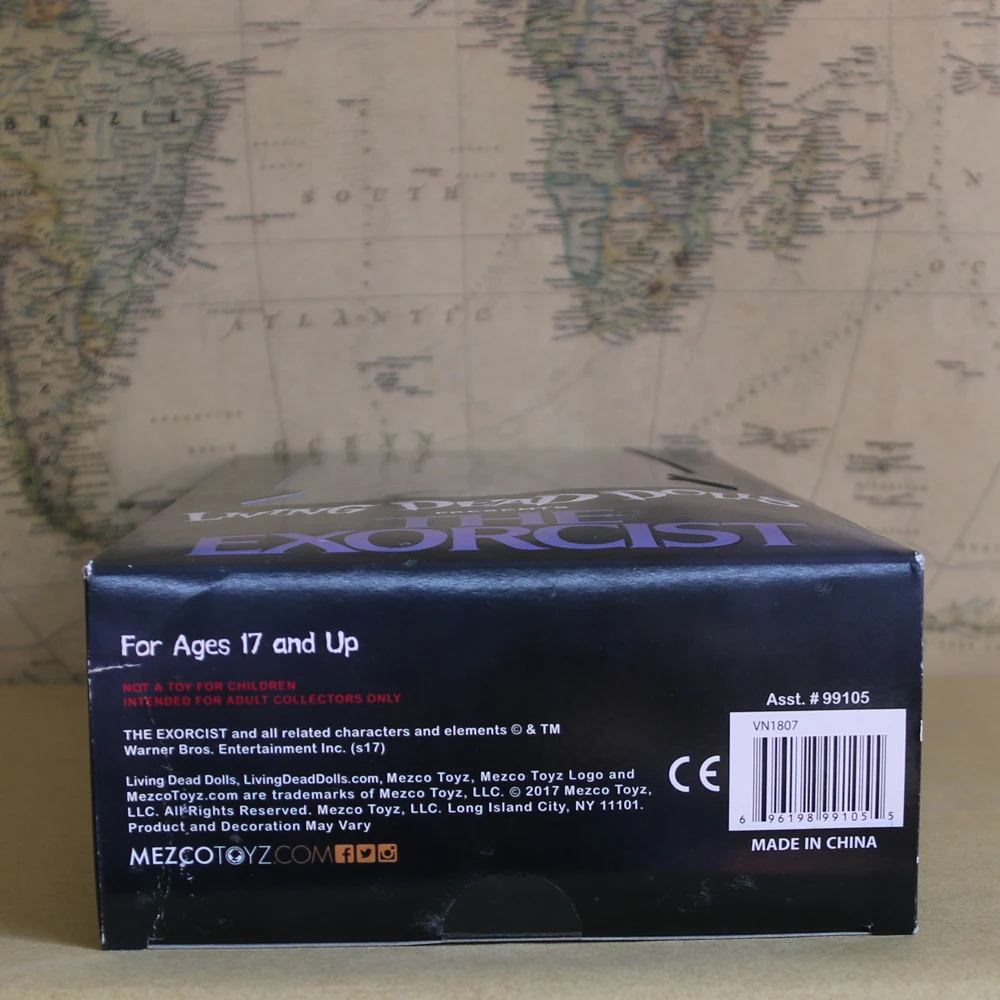 BRAZIL
SOUTH
ATLANTIC
OCEAN
LIVING DEAD DOLLS
PRESENTS
THE
EXORCIST
For Ages 17 and Up
NOT A TOY FOR CHILDREN
INTENDED FOR ADULT COLLECTORS ONLY
THE EXORCIST and all related characters and elements © & TM
Warner Bros. Entertainment Inc. (s17)
Living Dead Dolls, LivingDeadDolls.com, Mezco Toyz, Mezco Toyz Logo and
MezcoToyz.com are trademarks of Mezco Toyz, LLC. © 2017 Mezco Toyz,
LLC. All Rights Reserved. Mezco Toyz, LLC. Long Island City, NY 11101.
Product and Decoration May Vary
MEZCOTOYZ.COM
CE
Asst. # 99105
VN1807
6 96198 99105 5
MADE IN CHINA